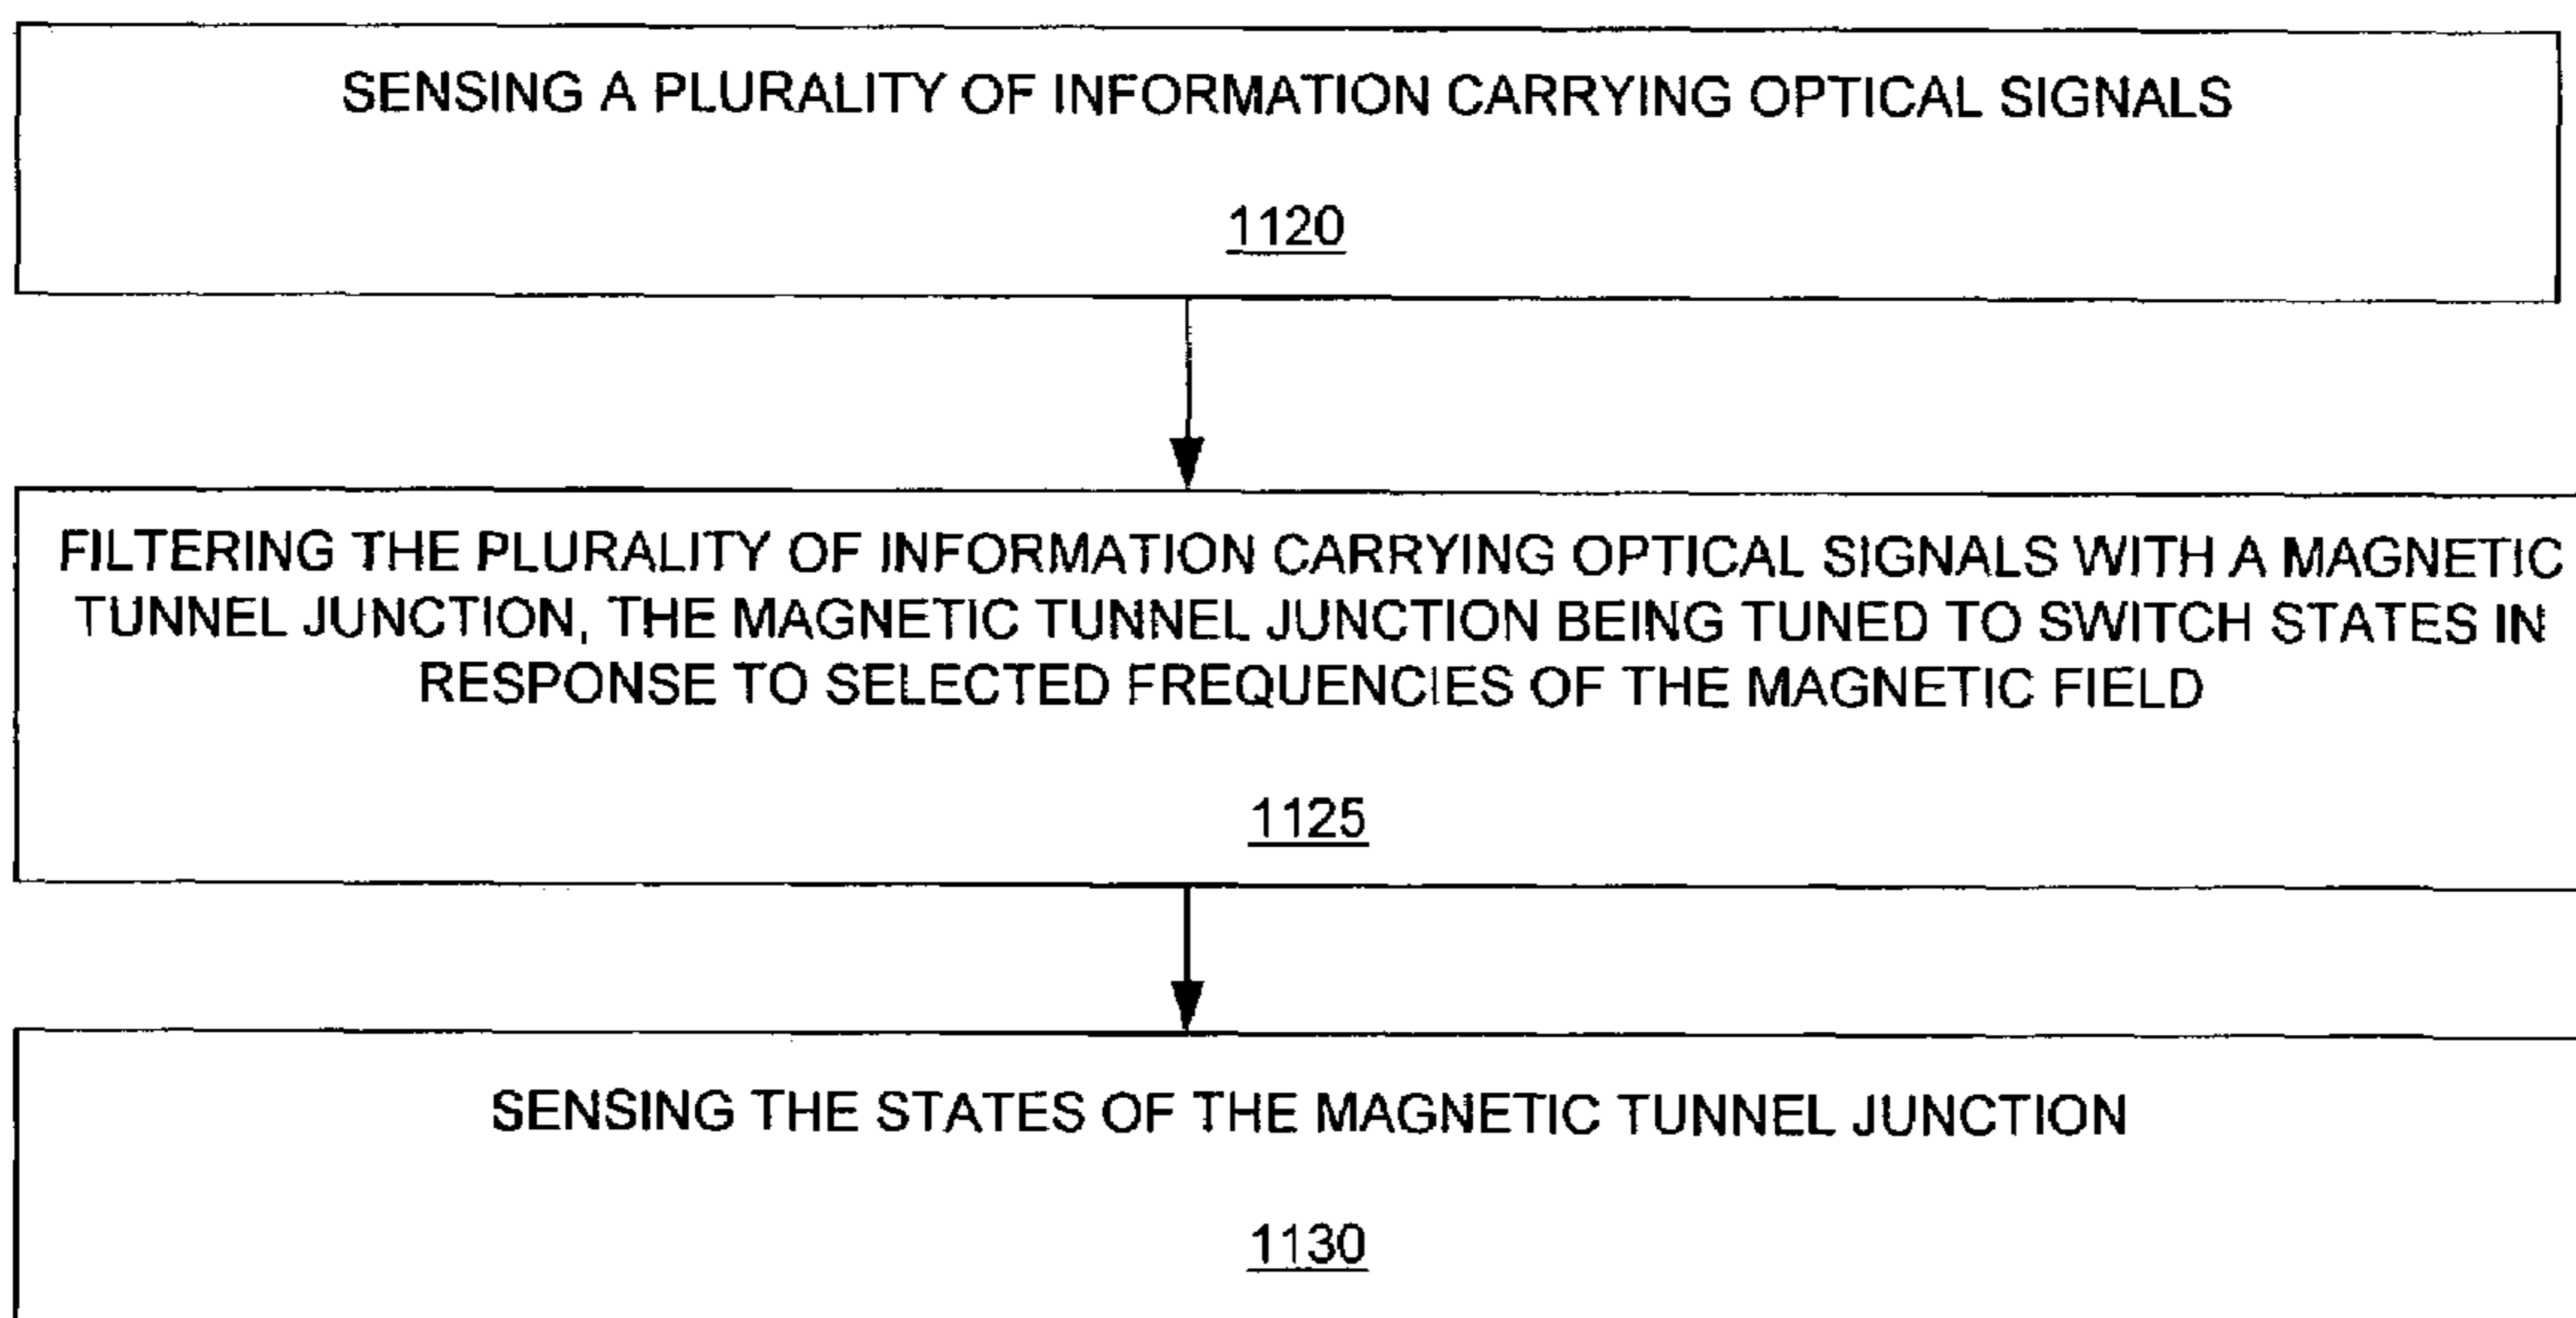 SENSING A PLURALITY OF INFORMATION CARRYING OPTICAL SIGNALS
1120
FILTERING THE PLURALITY OF INFORMATION CARRYING OPTICAL SIGNALS WITH A MAGNETIC
TUNNEL JUNCTION, THE MAGNETIC TUNNEL JUNCTION BEING TUNED TO SWITCH STATES IN
RESPONSE TO SELECTED FREQUENCIES OF THE MAGNETIC FIELD
1125
SENSING THE STATES OF THE MAGNETIC TUNNEL JUNCTION
1130